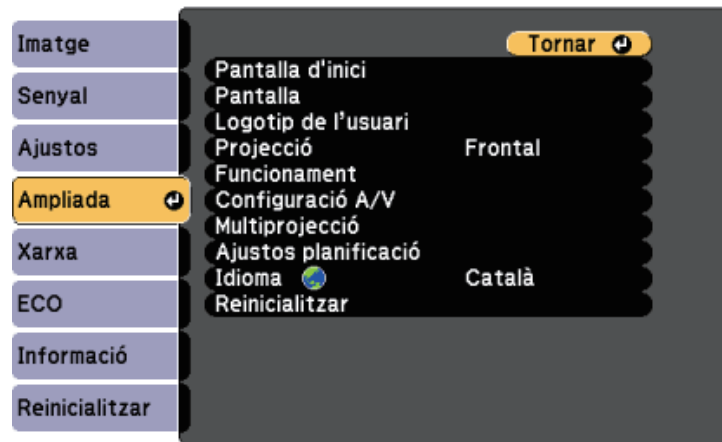 Imatge
Senyal
Ajustos
Ampliada
Xarxa
ECO
Informació
Reinicialitzar
Tornar
Pantalla d'inici
Pantalla
Logotip de l’usuari
Projecció Frontal
Funcionament
Configuració A/V
Multiprojecció
Ajustos planificació
Idioma Català
Reinicialitzar